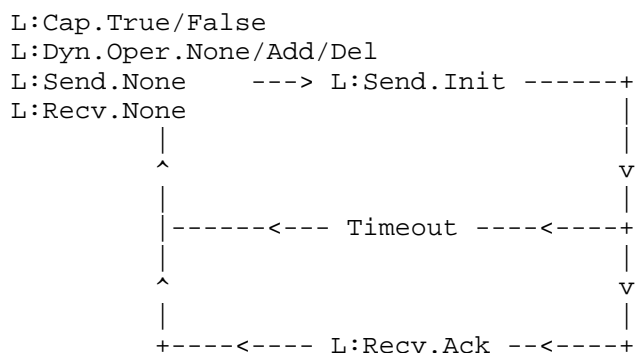 L:Cap.True/False
L:Dyn.Oper.None/Add/Del
L:Send.None    ---> L:Send.Init ------+
L:Recv.None                           |
         |                            |
         ^                            v
         |                            |
         |------<--- Timeout ----<----+
         |                            |
         ^                            v
         |                            |
         +----<---- L:Recv.Ack --<----+